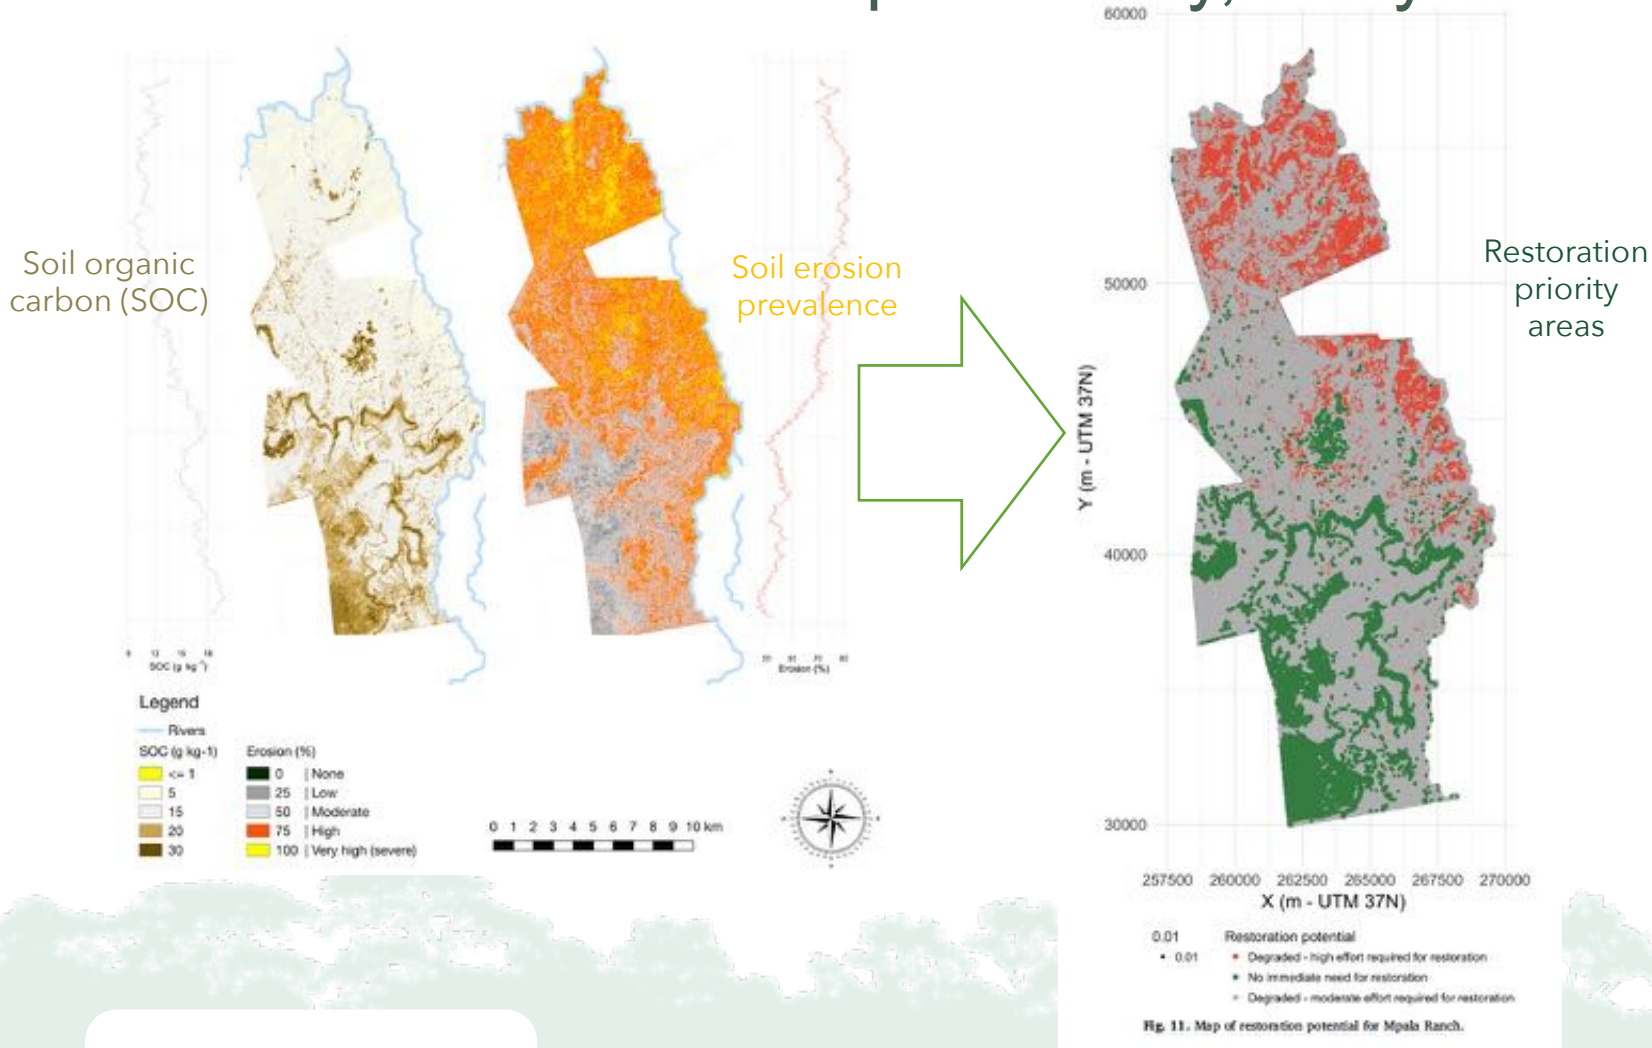 Soil organic
carbon (SOC)
Soil erosion
prevalence
Restoration
priority
areas
SOC (g kg⁻¹)
Erosion (%)
Legend
Rivers
SOC (g kg-1)
<= 1
5
15
20
30
Erosion (%)
0 | None
25 | Low
50 | Moderate
75 | High
100 | Very high (severe)
0 1 2 3 4 5 6 7 8 9 10 km
60000
50000
40000
30000
Y (m - UTM 37N)
257500 260000 262500 265000 267500 270000
X (m - UTM 37N)
0.01
0.01
Restoration potential
Degraded - high effort required for restoration
No immediate need for restoration
Degraded - moderate effort required for restoration
Fig. 11. Map of restoration potential for Mpala Ranch.